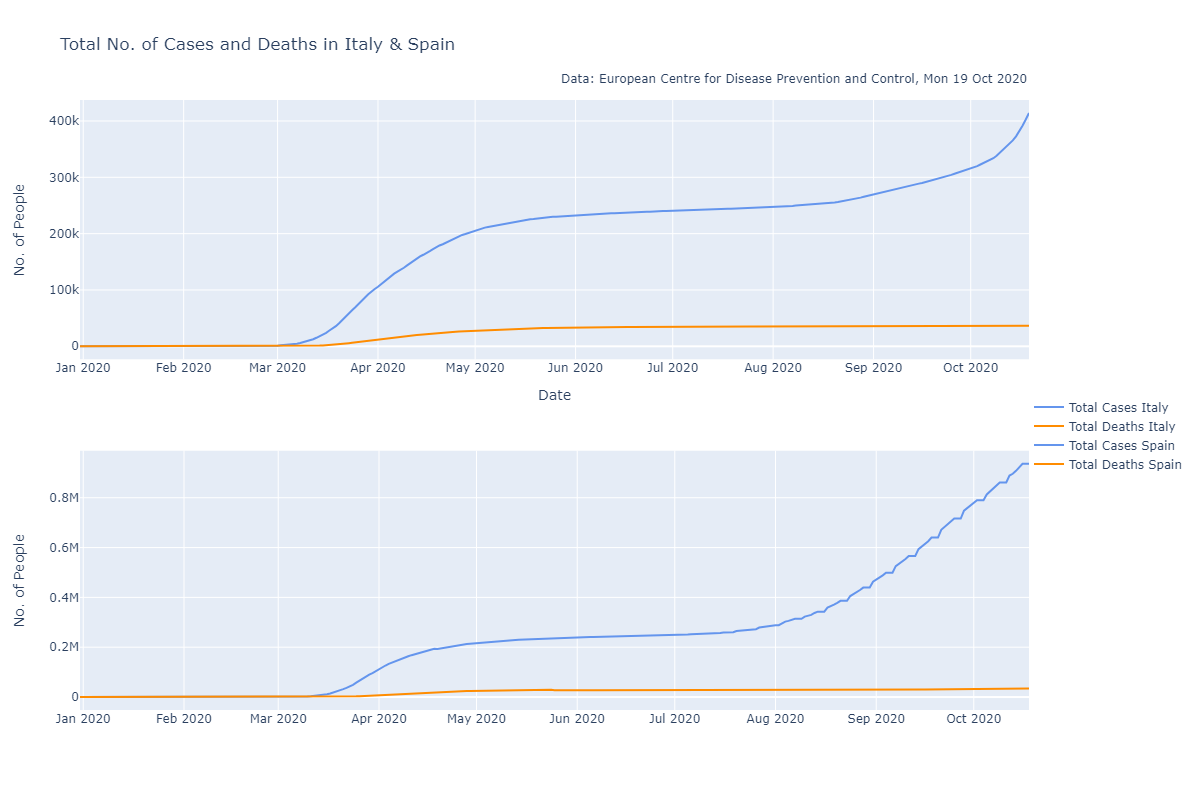 Total No. of Cases and Deaths in Italy & Spain
Data: European Centre for Disease Prevention and Control, Mon 19 Oct 2020
No. of People
400k
300k
200k
100k
0
Jan 2020 Feb 2020 Mar 2020 Apr 2020 May 2020 Jun 2020 Jul 2020 Aug 2020 Sep 2020 Oct 2020
Date
Total Cases Italy
Total Deaths Italy
Total Cases Spain
Total Deaths Spain
No. of People
0.8M
0.6M
0.4M
0.2M
0
Jan 2020 Feb 2020 Mar 2020 Apr 2020 May 2020 Jun 2020 Jul 2020 Aug 2020 Sep 2020 Oct 2020